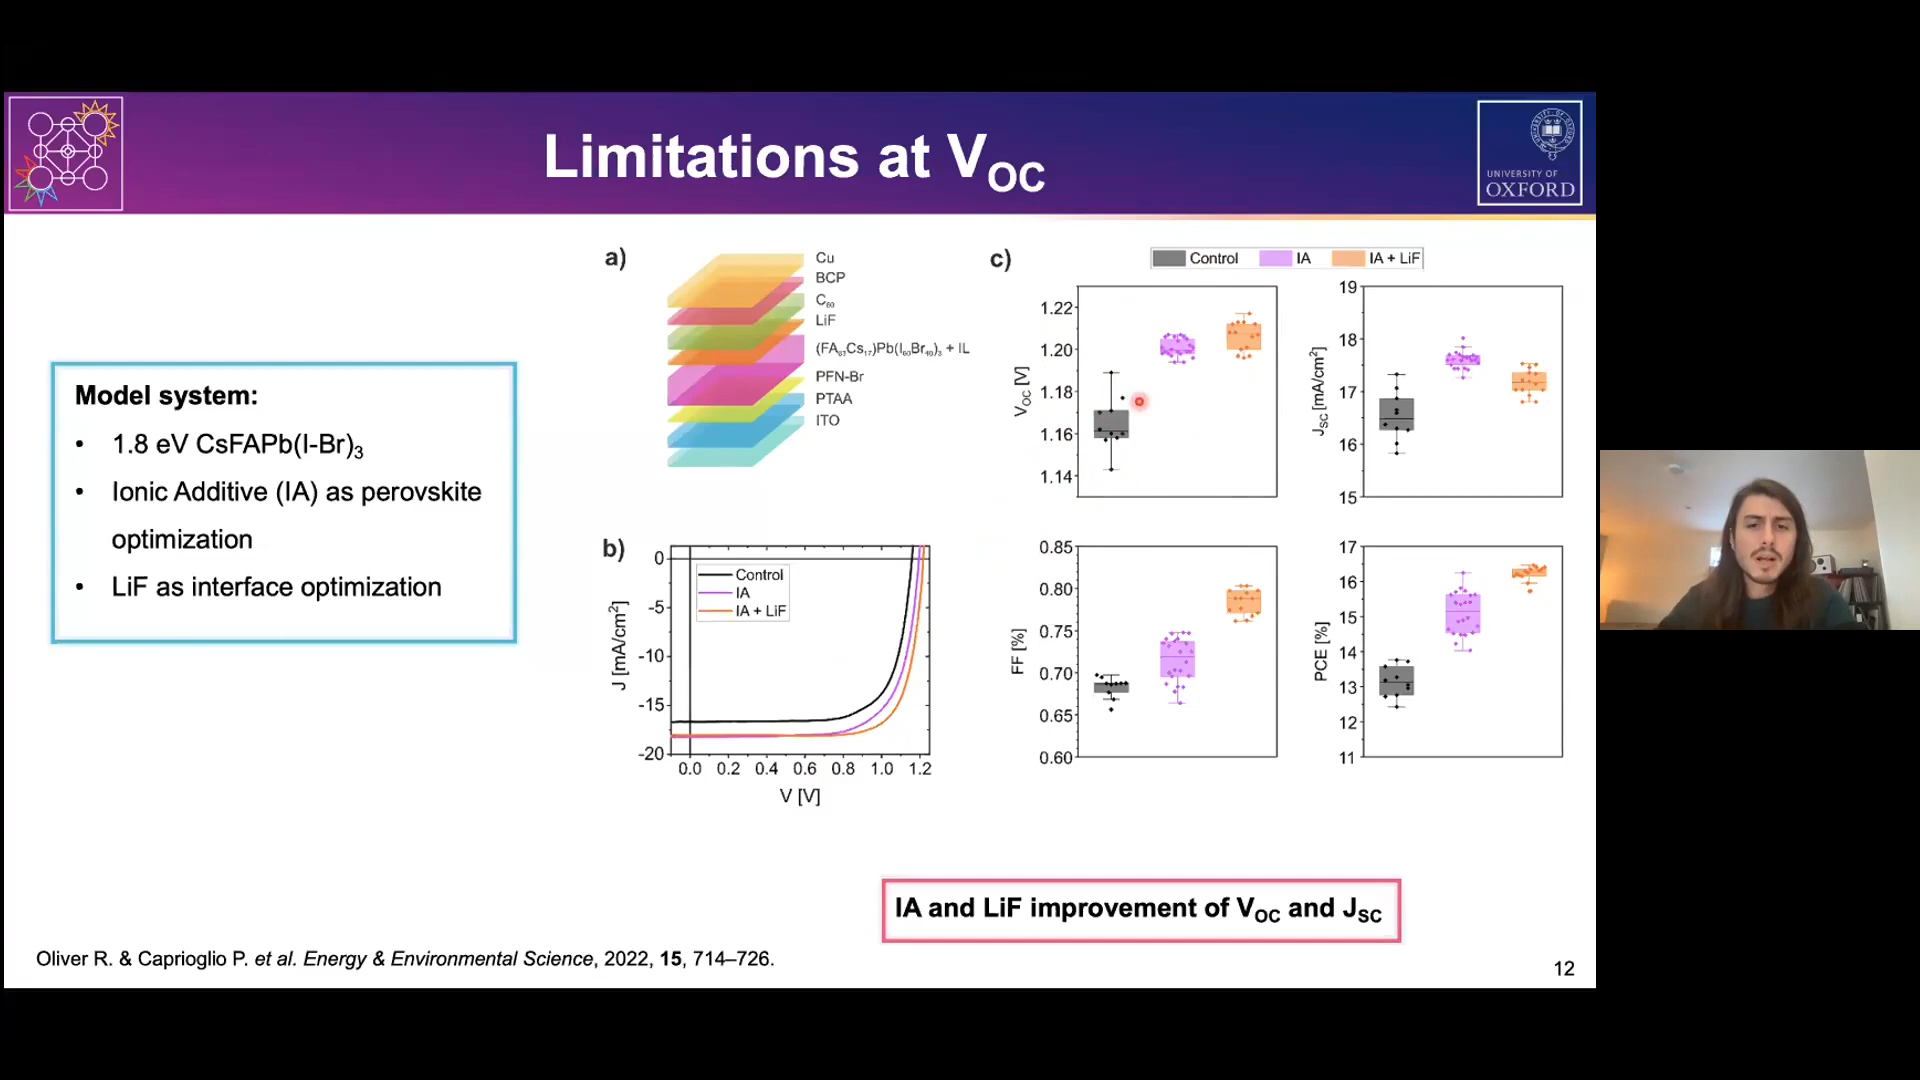 Limitations at VOC
UNIVERSITY OF
OXFORD
Model system:
• 1.8 eV CsFAPb(I-Br)3
• Ionic Additive (IA) as perovskite
optimization
• LiF as interface optimization
a)
Cu
BCP
C60
LiF
(FA83Cs17)Pb(I60Br40)3 + IL
PFN-Br
PTAA
ITO
b)
Control
IA
IA + LiF
0
-5
-10
-15
-20
J [mA/cm²]
0.0 0.2 0.4 0.6 0.8 1.0 1.2
V [V]
c)
Control IA IA + LiF
1.22
1.20
1.18
1.16
1.14
VOC [V]
19
18
17
16
15
JSC [mA/cm²]
0.85
0.80
0.75
0.70
0.65
0.60
FF [%]
17
16
15
14
13
12
11
PCE [%]
IA and LiF improvement of VOC and JSC
Oliver R. & Caprioglio P. et al. Energy & Environmental Science, 2022, 15, 714–726.
12